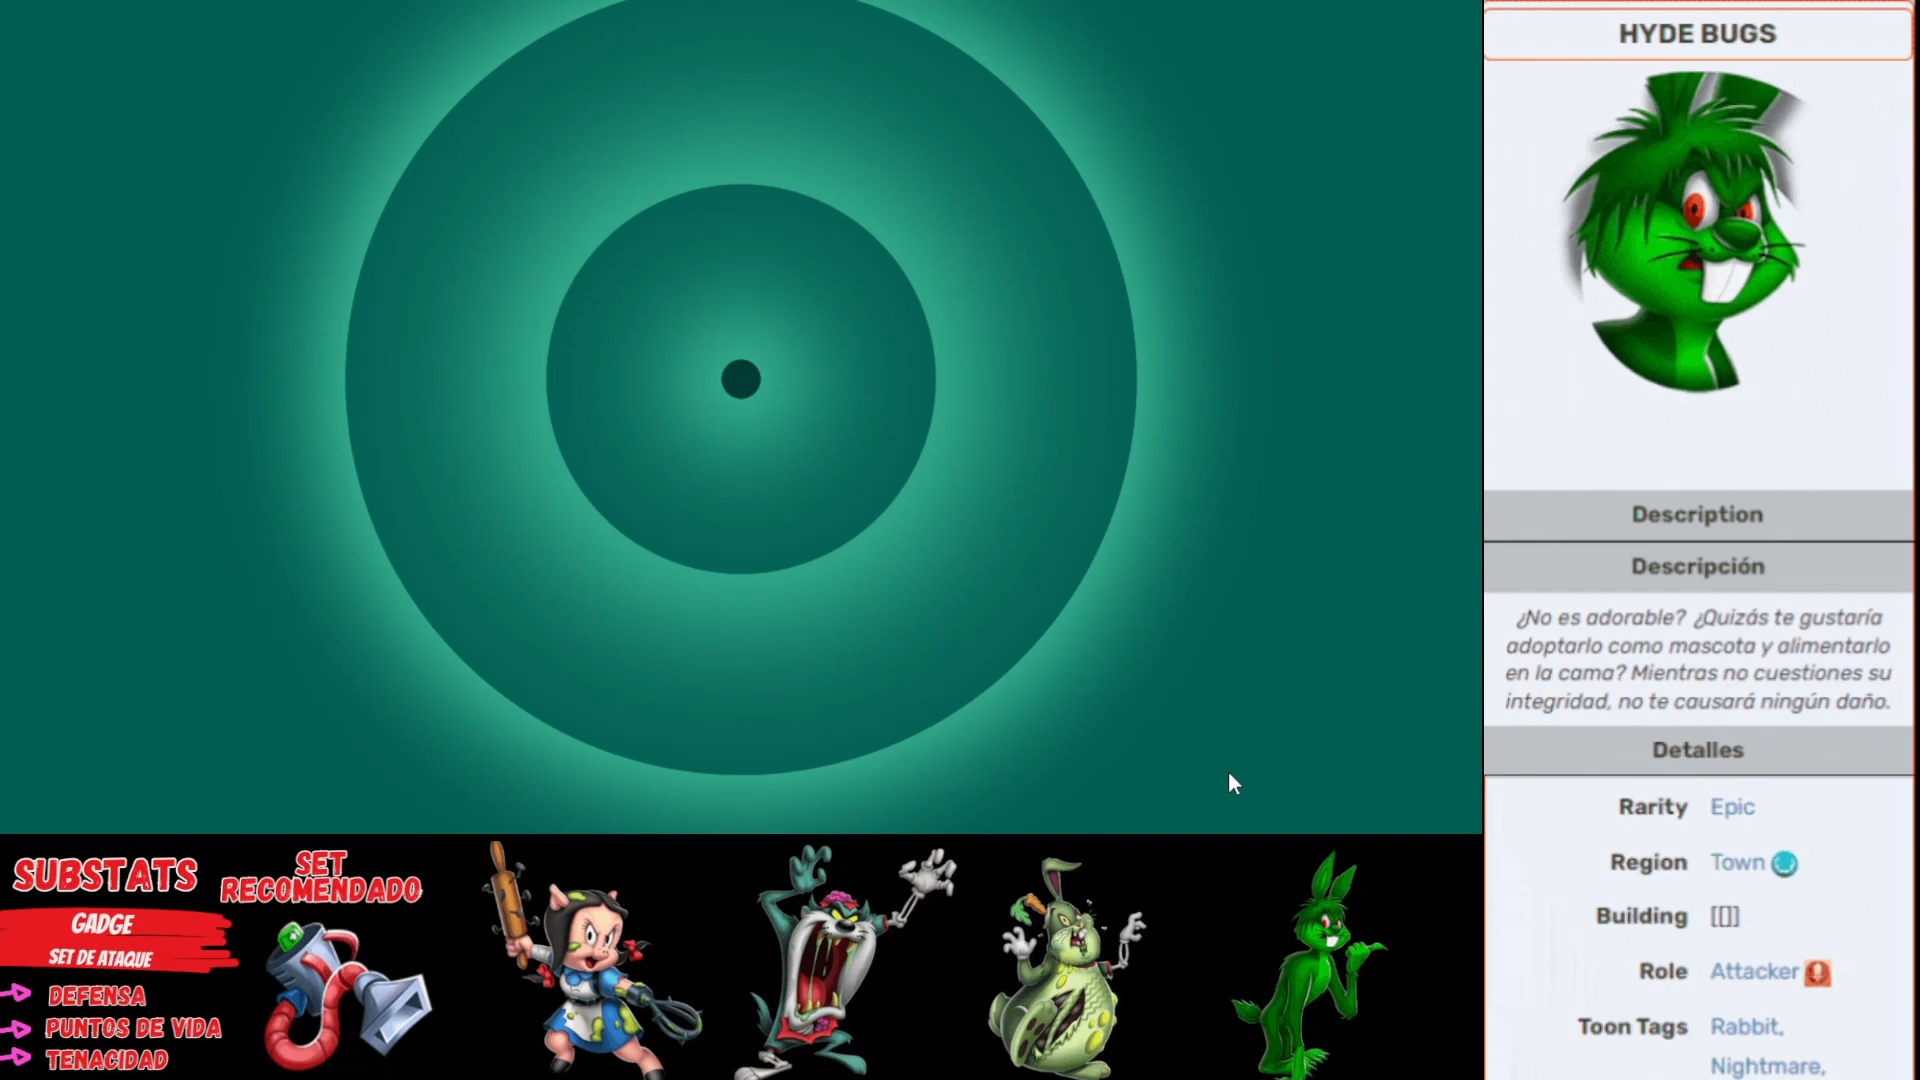 HYDE BUGS
Description
Descripción
¿No es adorable? ¿Quizás te gustaría
adoptarlo como mascota y alimentarlo
en la cama? Mientras no cuestiones su
integridad, no te causará ningún daño.
Detalles
Rarity Epic
Region Town
Building [[]]
Role Attacker
Toon Tags Rabbit,
Nightmare,
SUBSTATS
GADGE
SET DE ATAQUE
DEFENSA
PUNTOS DE VIDA
TENACIDAD
SET
RECOMENDADO